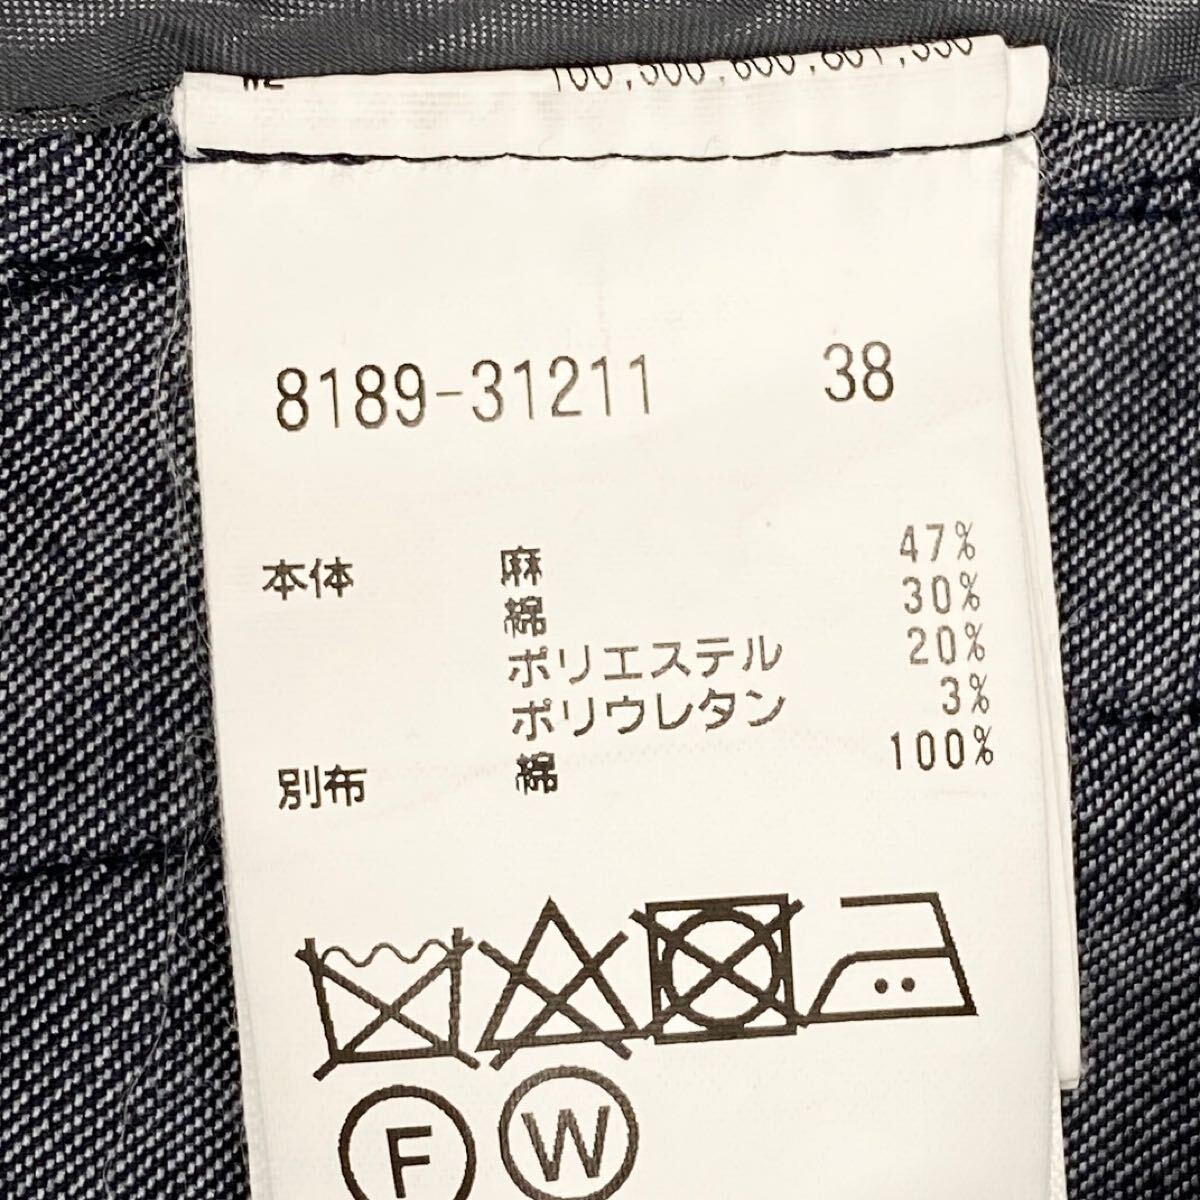 8189-31211 38
本体 麻 47%
綿 30%
ポリエステル 20%
ポリウレタン 3%
別布 綿 100%
F W